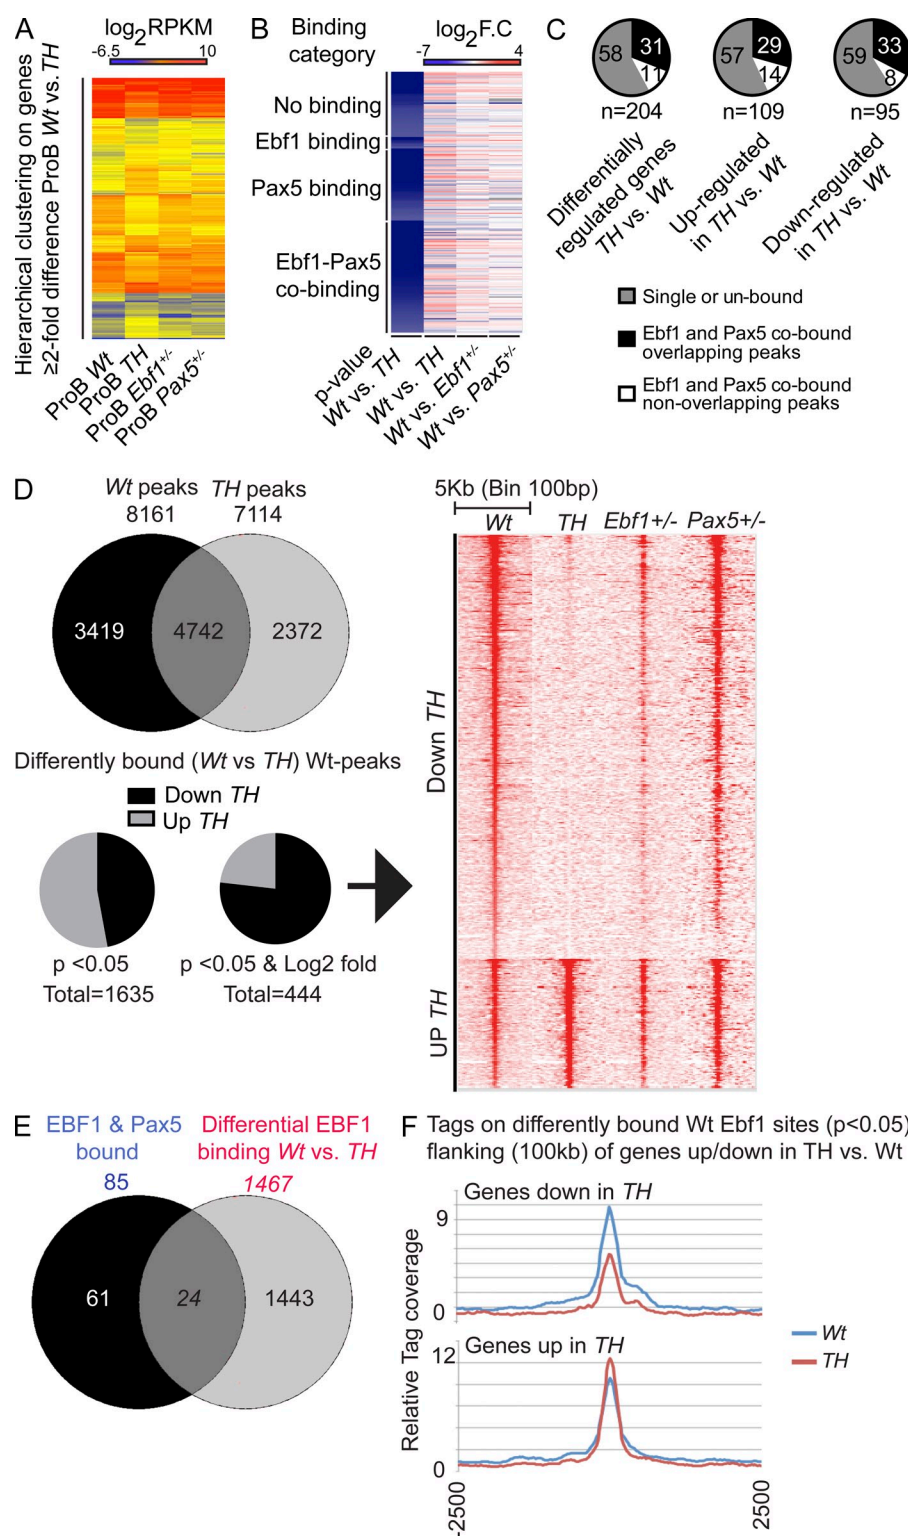 A
log2RPKM
-6.5
10
Hierarchical clustering on genes
≥2-fold difference ProB Wt vs.TH
ProB Wt
ProB TH
ProB Ebf1+/-
ProB Pax5+/-
B
Binding
category
log2F.C
-7
4
No binding
Ebf1 binding
Pax5 binding
Ebf1-Pax5
co-binding
p-value
Wt vs. TH
Wt vs. TH
Wt vs. Ebf1+/-
Wt vs. Pax5+/-
C
58
31
11
n=204
Differentially
regulated genes
TH vs. Wt
57
29
14
n=109
Up-regulated
in TH vs. Wt
59
33
8
n=95
Down-regulated
in TH vs. Wt
Single or un-bound
Ebf1 and Pax5 co-bound
overlapping peaks
Ebf1 and Pax5 co-bound
non-overlapping peaks
D
Wt peaks
8161
TH peaks
7114
3419
4742
2372
Differently bound (Wt vs TH) Wt-peaks
Down TH
Up TH
p <0.05
Total=1635
p <0.05 & Log2 fold
Total=444
5Kb (Bin 100bp)
Wt
TH
Ebf1+/-
Pax5+/-
Down TH
UP TH
E
EBF1 & Pax5
bound
85
Differential EBF1
binding Wt vs. TH
1467
61
24
1443
F
Tags on differently bound Wt Ebf1 sites (p<0.05)
flanking (100kb) of genes up/down in TH vs. Wt
Relative Tag coverage
Genes down in TH
9
0
Genes up in TH
12
0
-2500
2500
Wt
TH